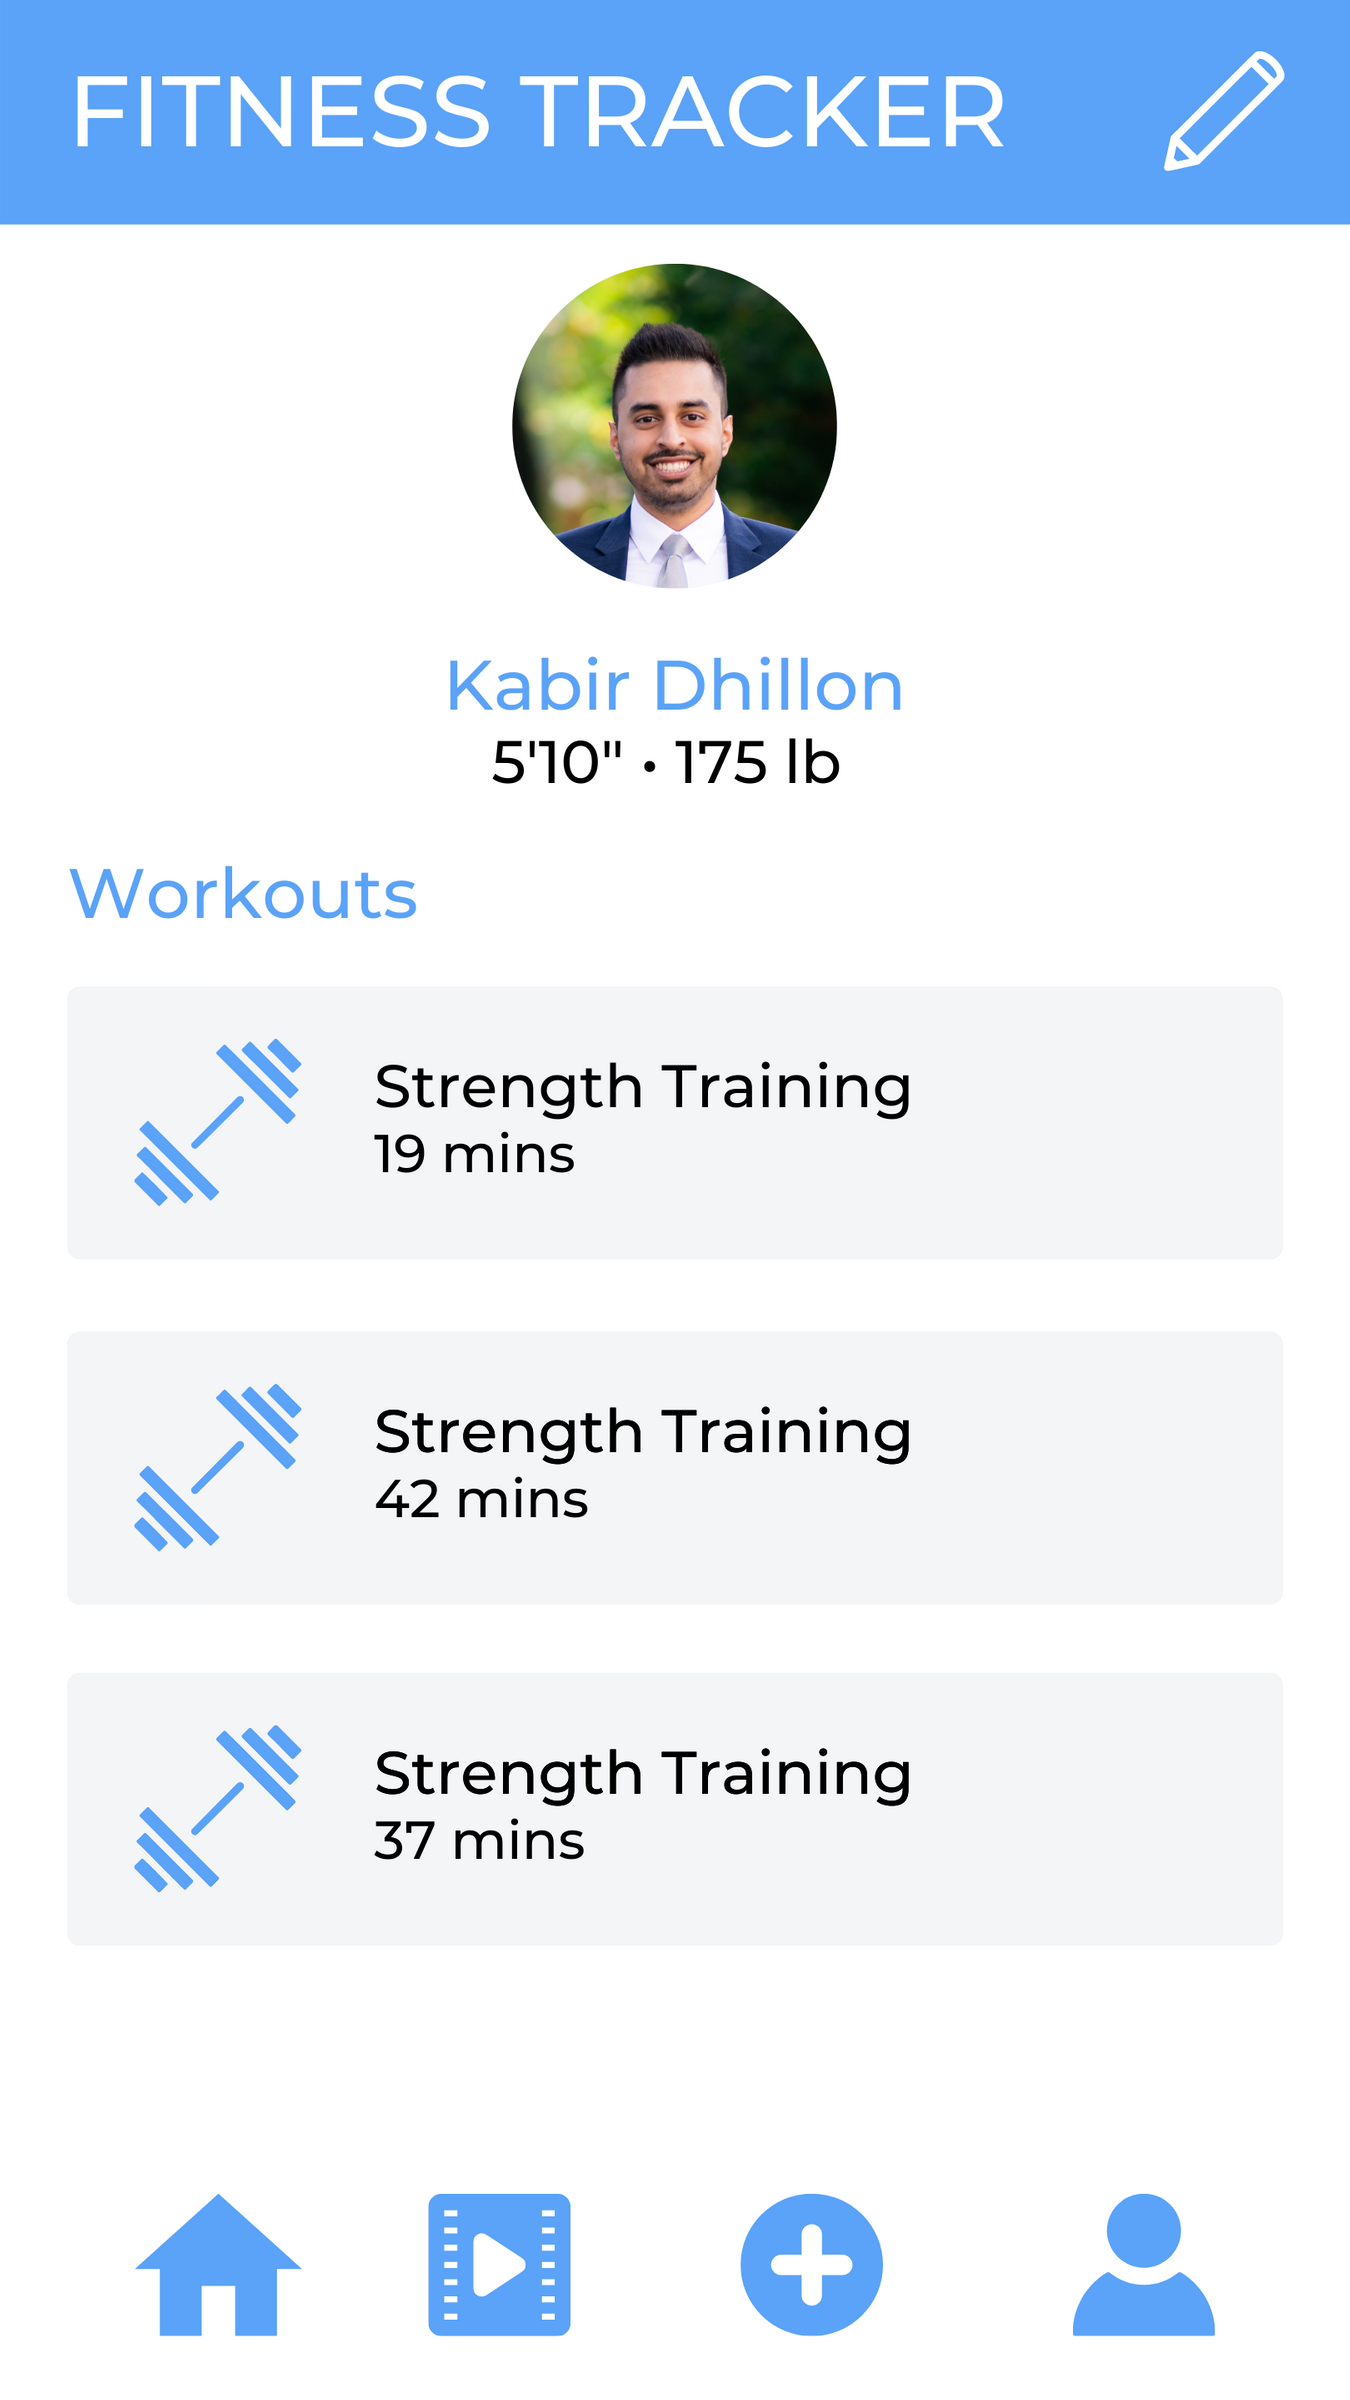 FITNESS TRACKER
Kabir Dhillon
5'10" • 175 lb
Workouts
Strength Training
19 mins
Strength Training
42 mins
Strength Training
37 mins